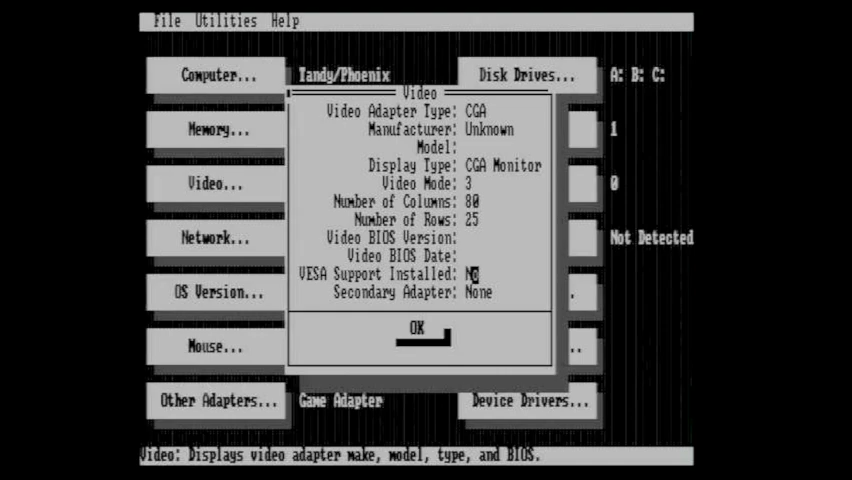 File Utilities Help
Computer... Tandy/Phoenix Disk Drives... A: B: C:
Video
Video Adapter Type: CGA
Memory... Manufacturer: Unknown 1
Model:
Display Type: CGA Monitor
Video... Video Mode: 3 0
Number of Columns: 80
Number of Rows: 25
Network... Video BIOS Version: Not Detected
Video BIOS Date:
VESA Support Installed: No
OS Version... Secondary Adapter: None .
OK
Mouse... ..
Other Adapters... Game Adapter Device Drivers...
Video: Displays video adapter make, model, type, and BIOS.